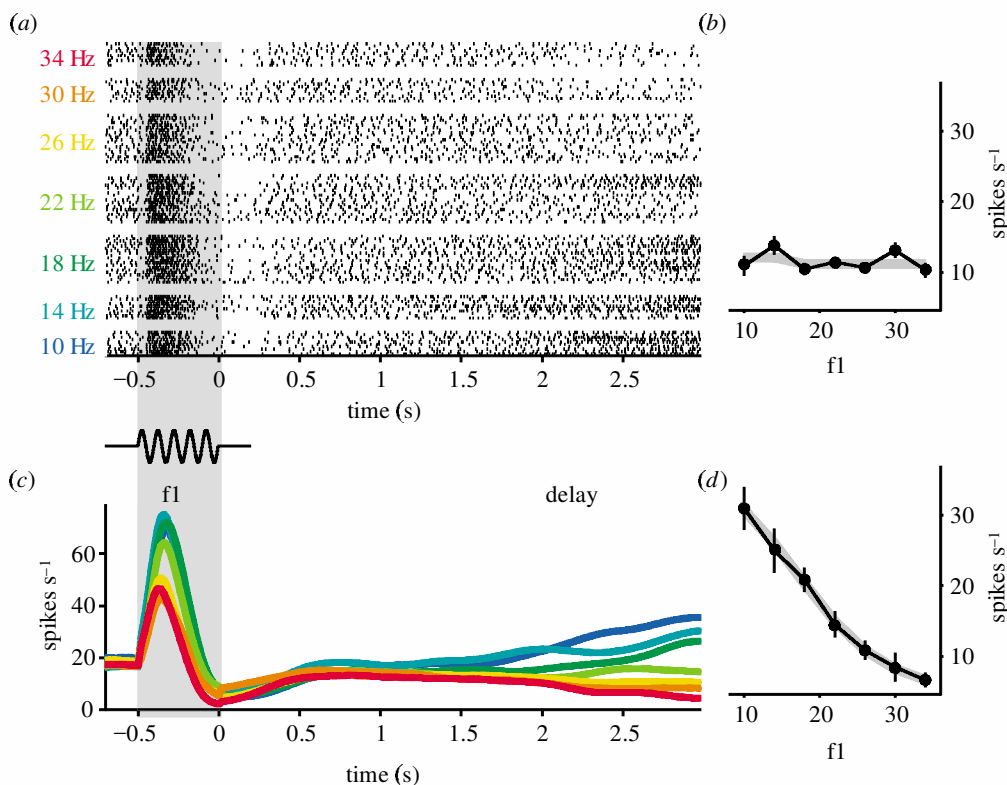 (a)
34 Hz
30 Hz
26 Hz
22 Hz
18 Hz
14 Hz
10 Hz
−0.5 0 0.5 1 1.5 2 2.5
time (s)
(b)
30
20
10
spikes s⁻¹
10 20 30
f1
(c)
f1
delay
60
40
20
0
spikes s⁻¹
−0.5 0 0.5 1 1.5 2 2.5
time (s)
(d)
30
20
10
spikes s⁻¹
10 20 30
f1